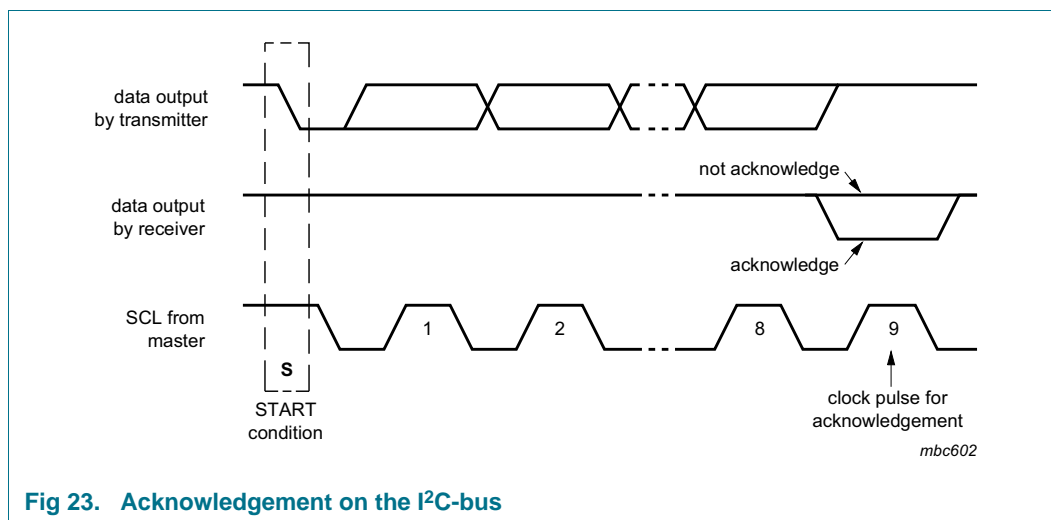 data output
by transmitter
not acknowledge
data output
by receiver
acknowledge
SCL from
master
1
2
8
9
S
START
condition
clock pulse for
acknowledgement
mbc602
Fig 23. Acknowledgement on the I²C-bus